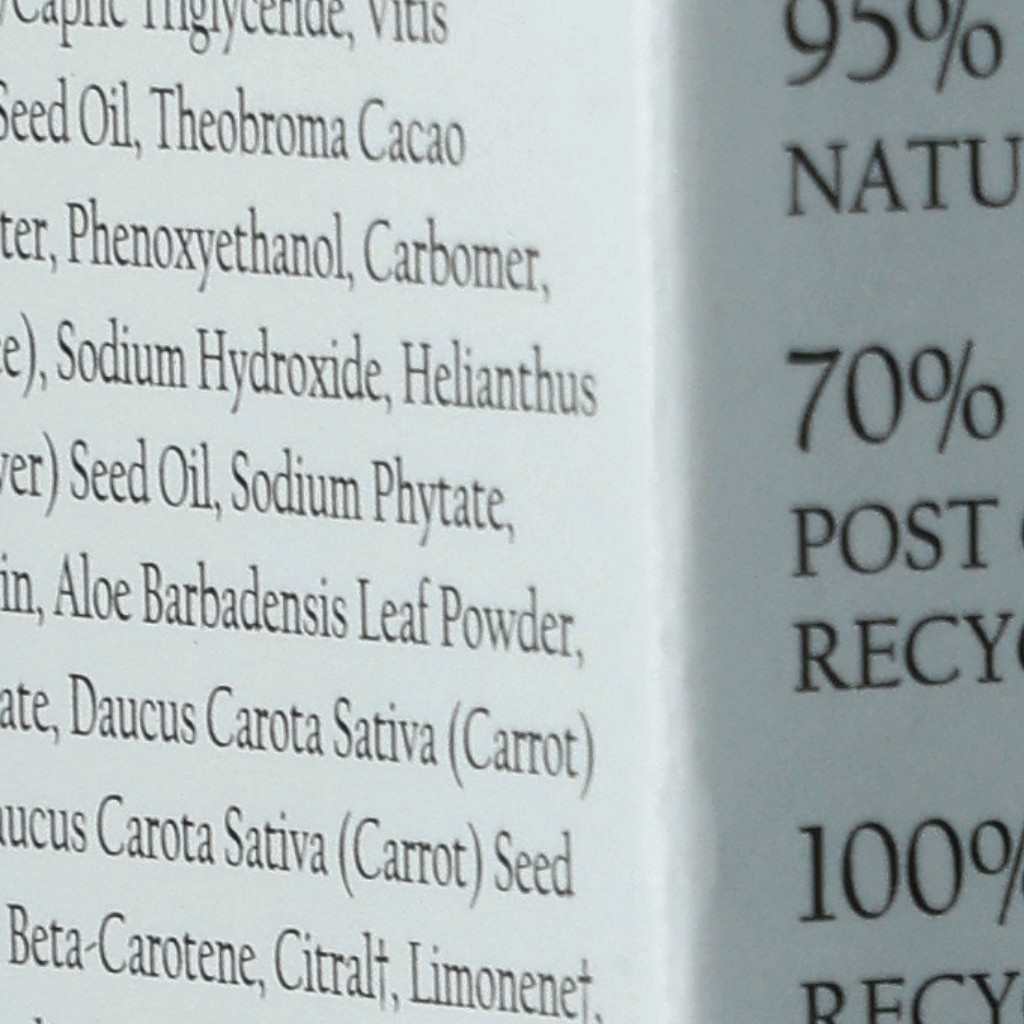 /Capric Triglyceride, Vitis
Seed Oil, Theobroma Cacao
ter, Phenoxyethanol, Carbomer,
e), Sodium Hydroxide, Helianthus
ver) Seed Oil, Sodium Phytate,
in, Aloe Barbadensis Leaf Powder,
ate, Daucus Carota Sativa (Carrot)
aucus Carota Sativa (Carrot) Seed
Beta-Carotene, Citral†, Limonene†,
95%
NATU
70%
POST
RECY
100%
RECY